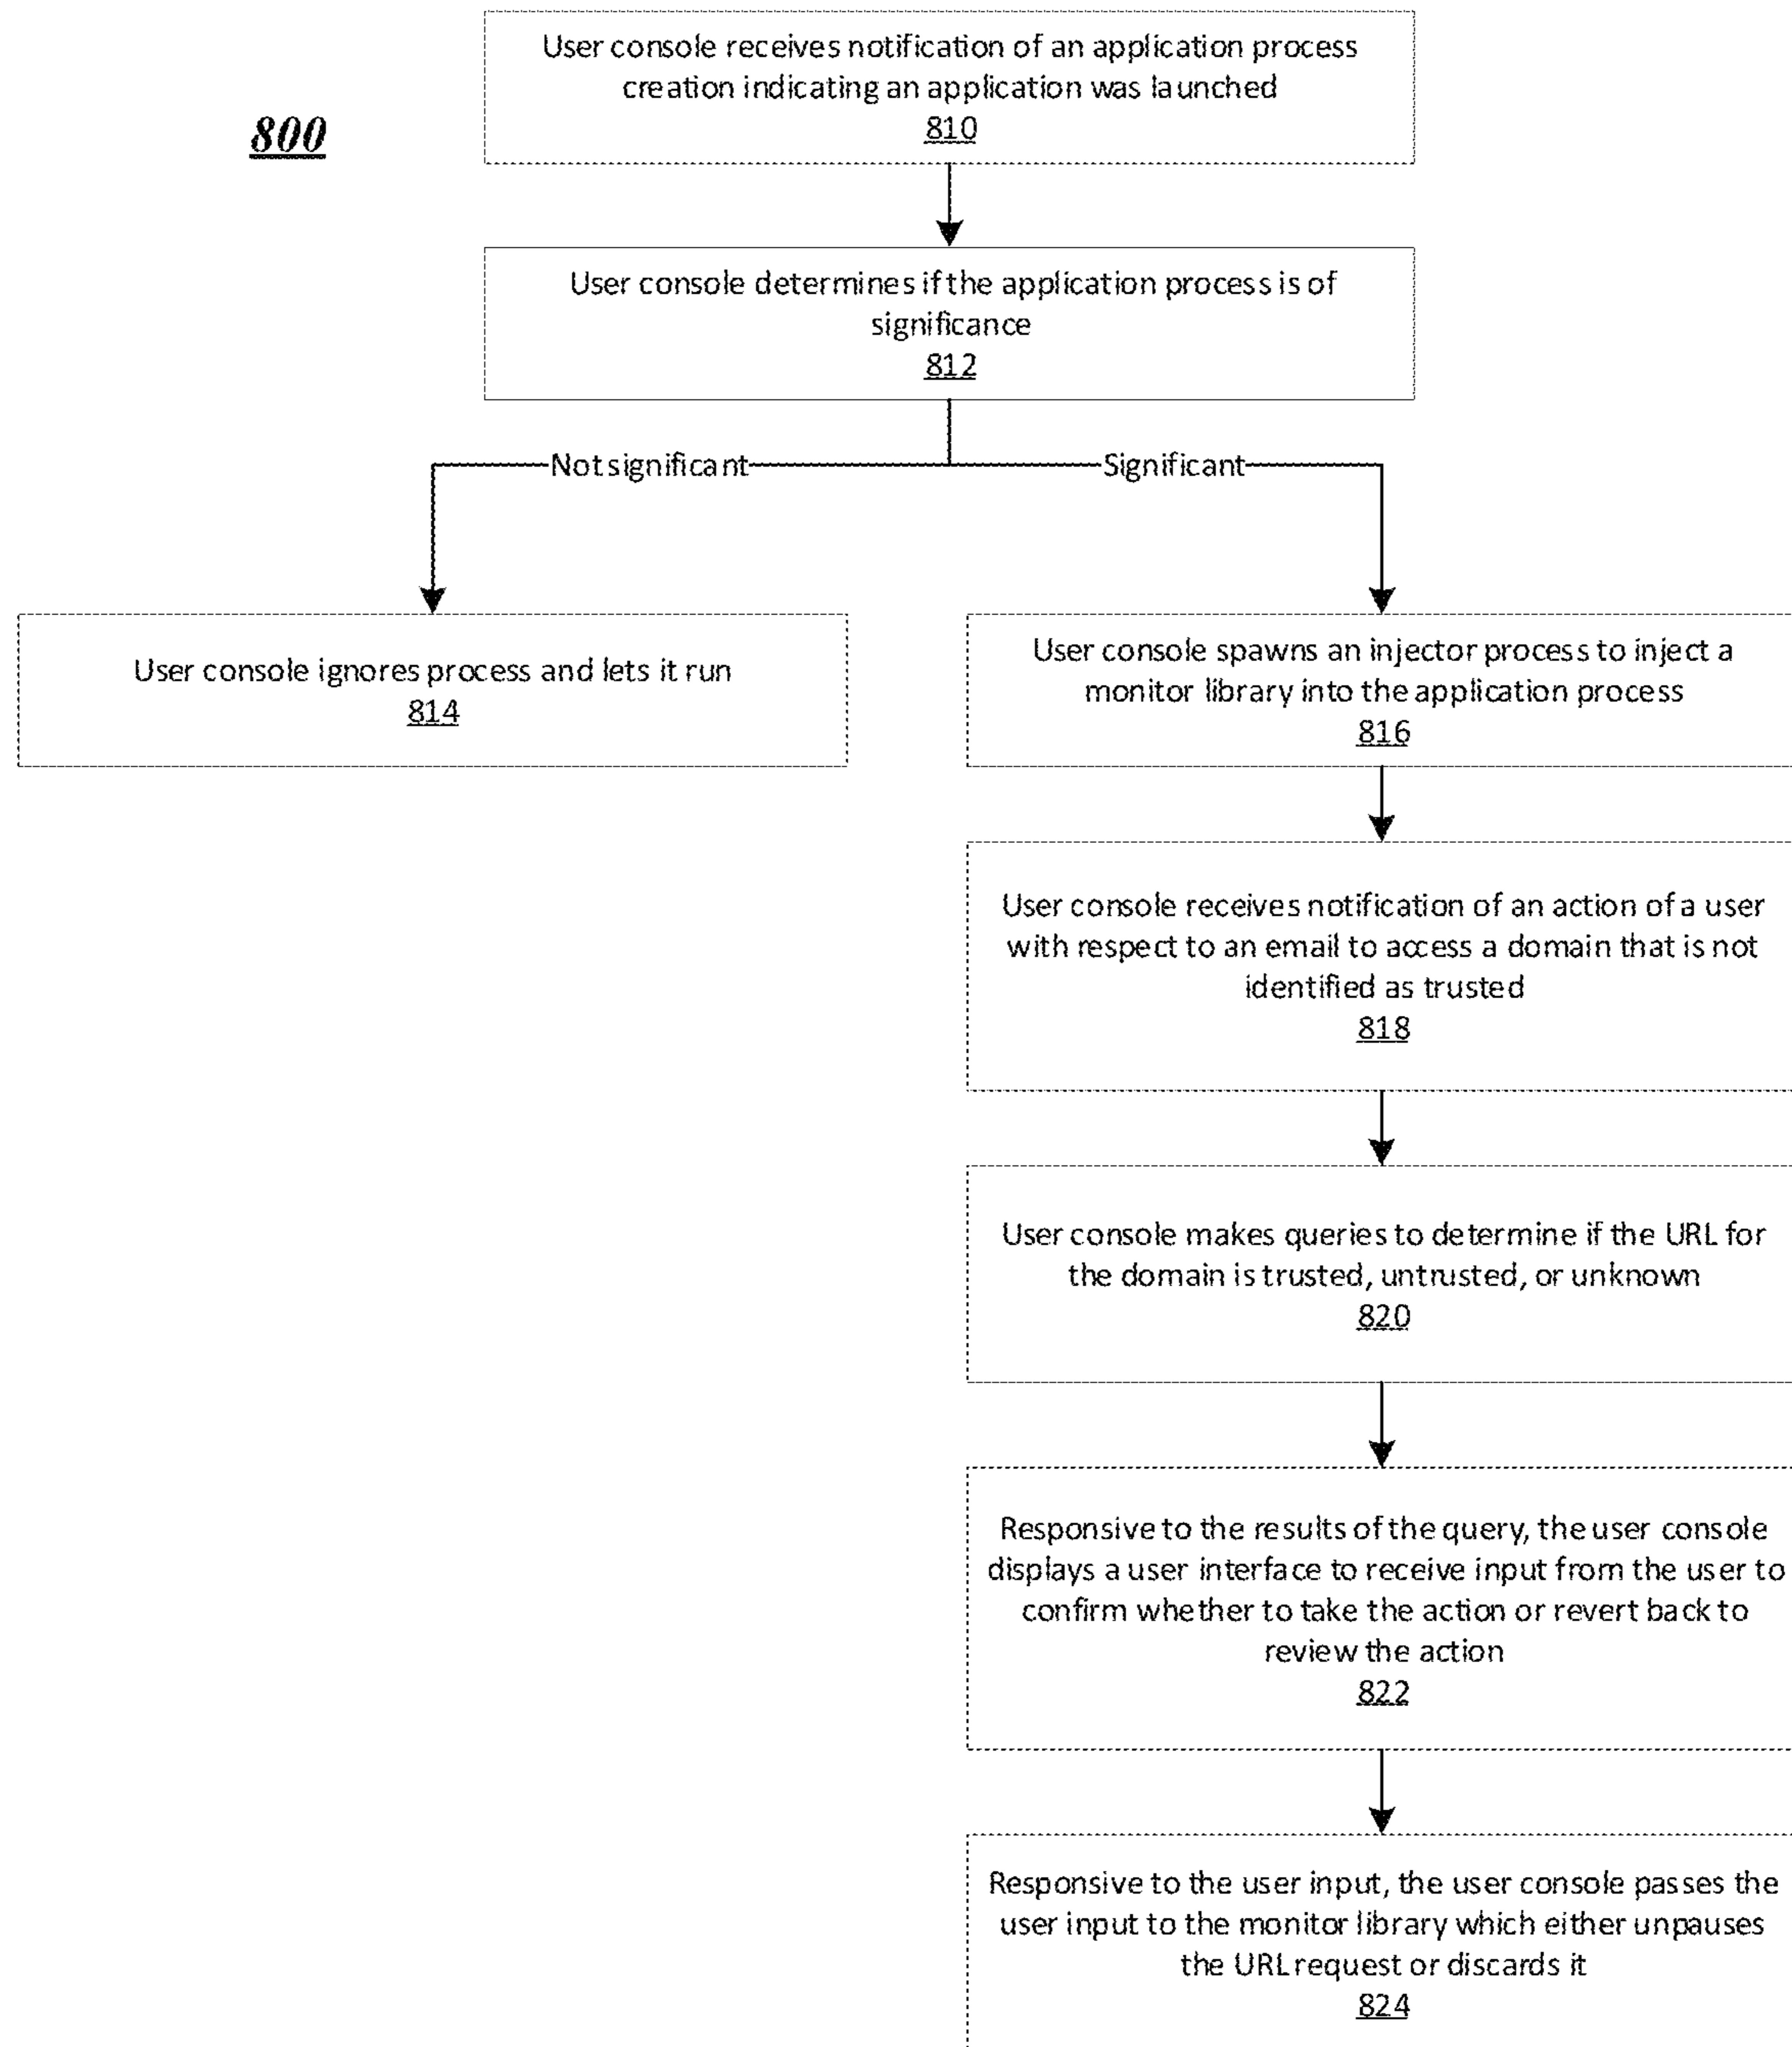 User console receives notification of an application process
creation indicating an application was launched
810
800
User console determines if the application process is of
significance
812
Not significant
Significant
User console ignores process and lets it run
814
User console spawns an injector process to inject a
monitor library into the application process
816
User console receives notification of an action of a user
with respect to an email to access a domain that is not
identified as trusted
818
User console makes queries to determine if the URL for
the domain is trusted, untrusted, or unknown
820
Responsive to the results of the query, the user console
displays a user interface to receive input from the user to
confirm whether to take the action or revert back to
review the action
822
Responsive to the user input, the user console passes the
user input to the monitor library which either unpauses
the URL request or discards it
824